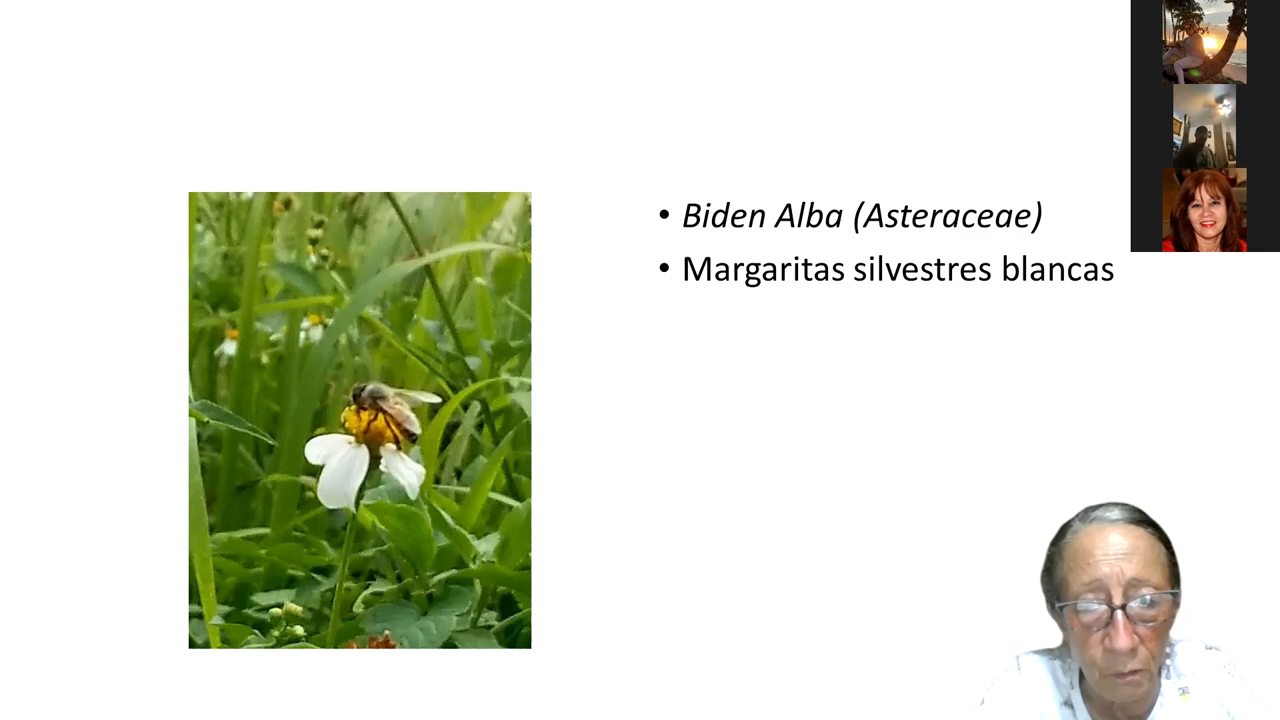 • Biden Alba (Asteraceae)
• Margaritas silvestres blancas